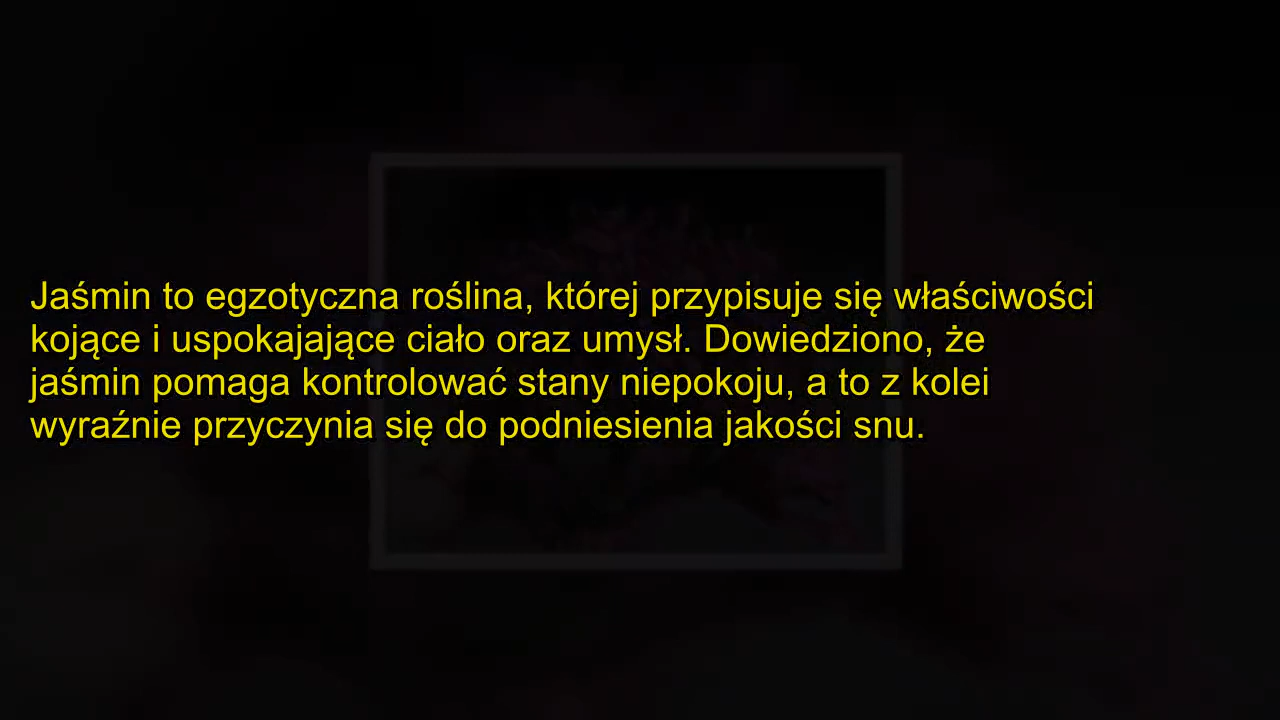 Jaśmin to egzotyczna roślina, której przypisuje się właściwości
kojące i uspokajające ciało oraz umysł. Dowiedziono, że
jaśmin pomaga kontrolować stany niepokoju, a to z kolei
wyraźnie przyczynia się do podniesienia jakości snu.